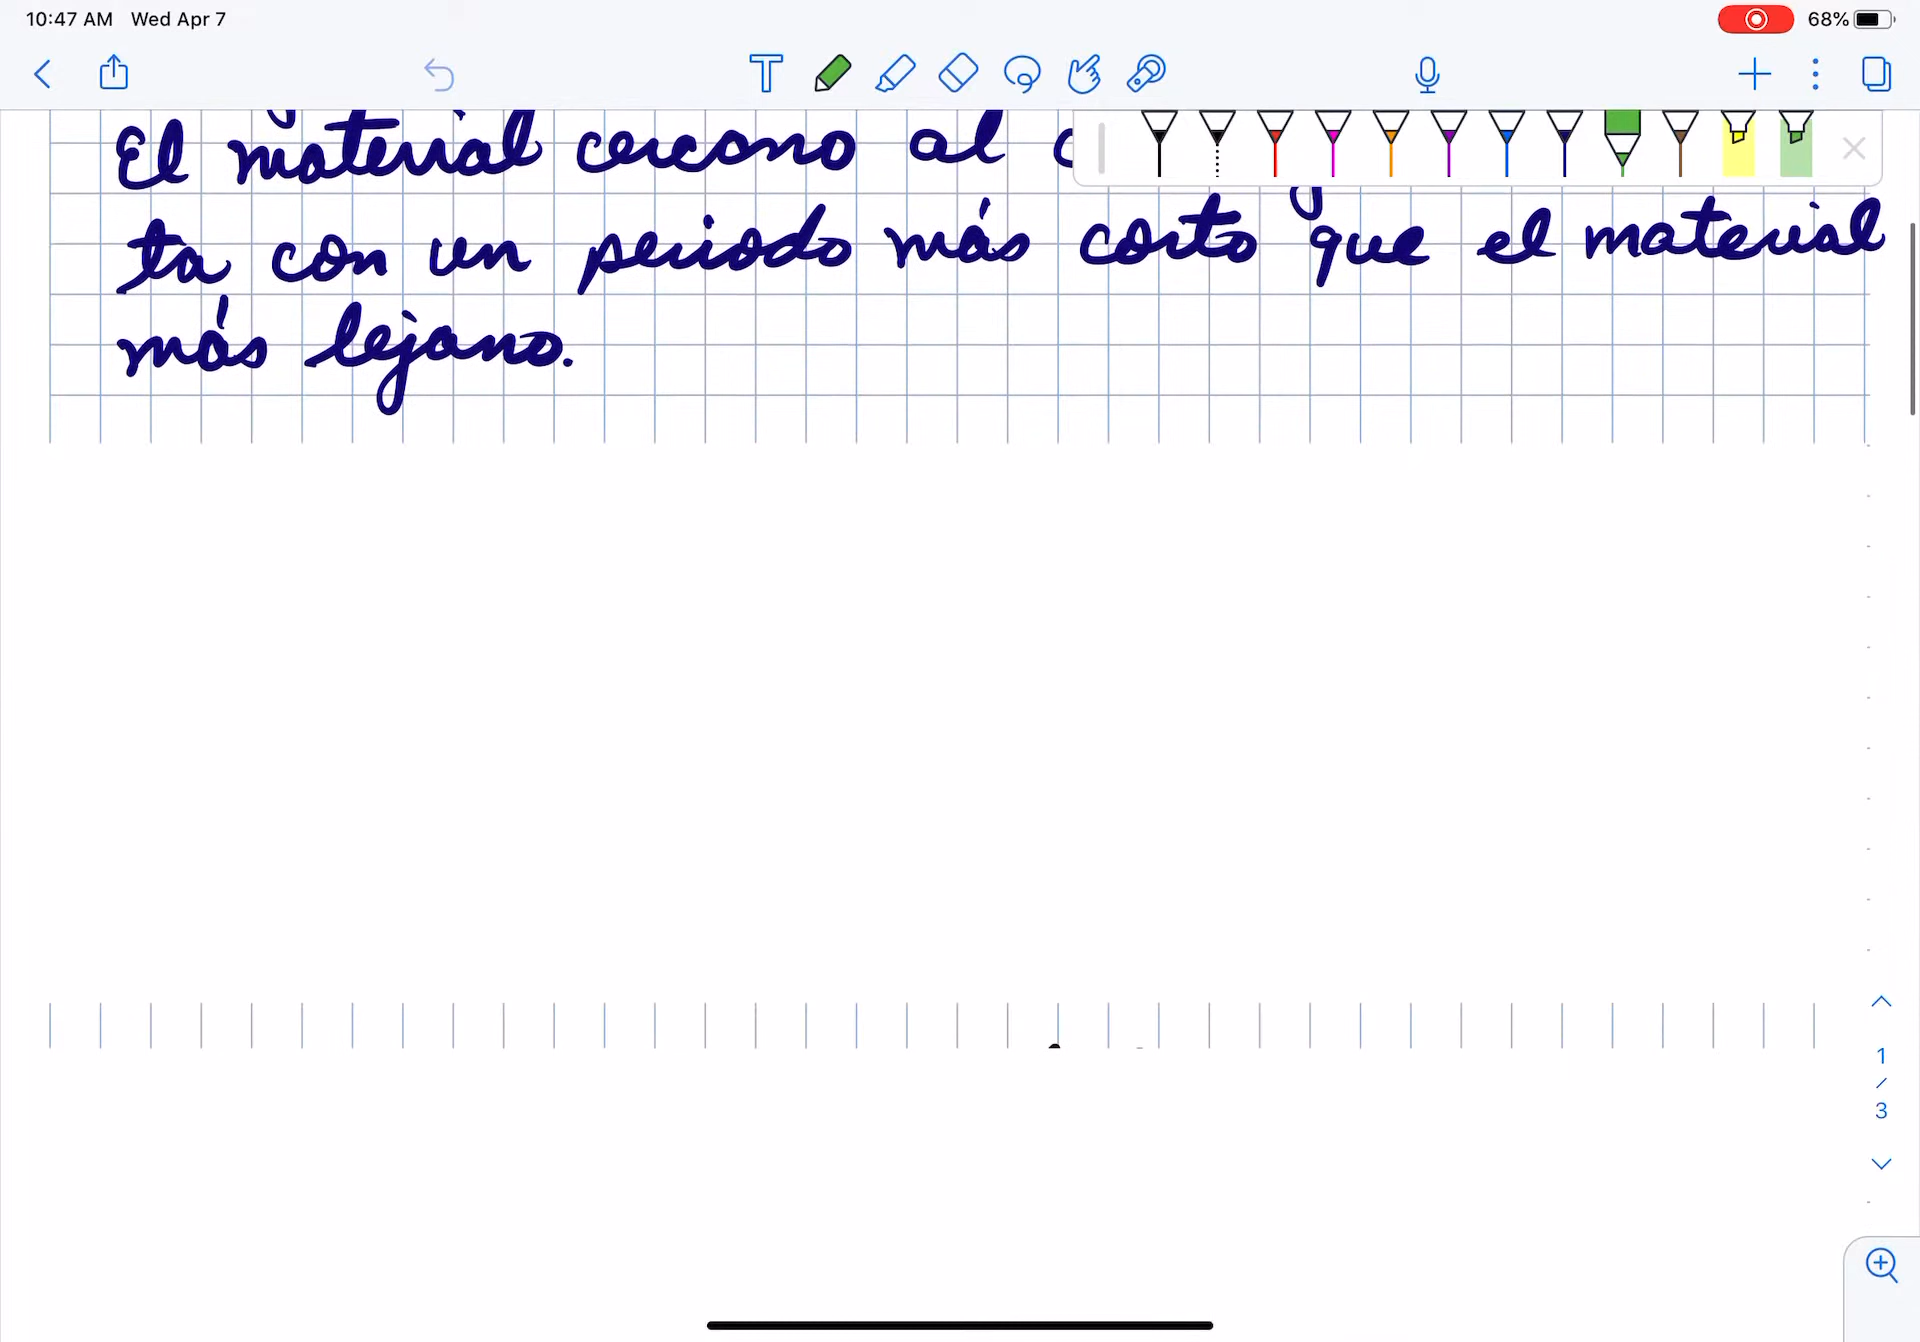 10:47 AM Wed Apr 7
68%
El material cercano al
ta con un periodo más corto que el material
más lejano.
1
/
3